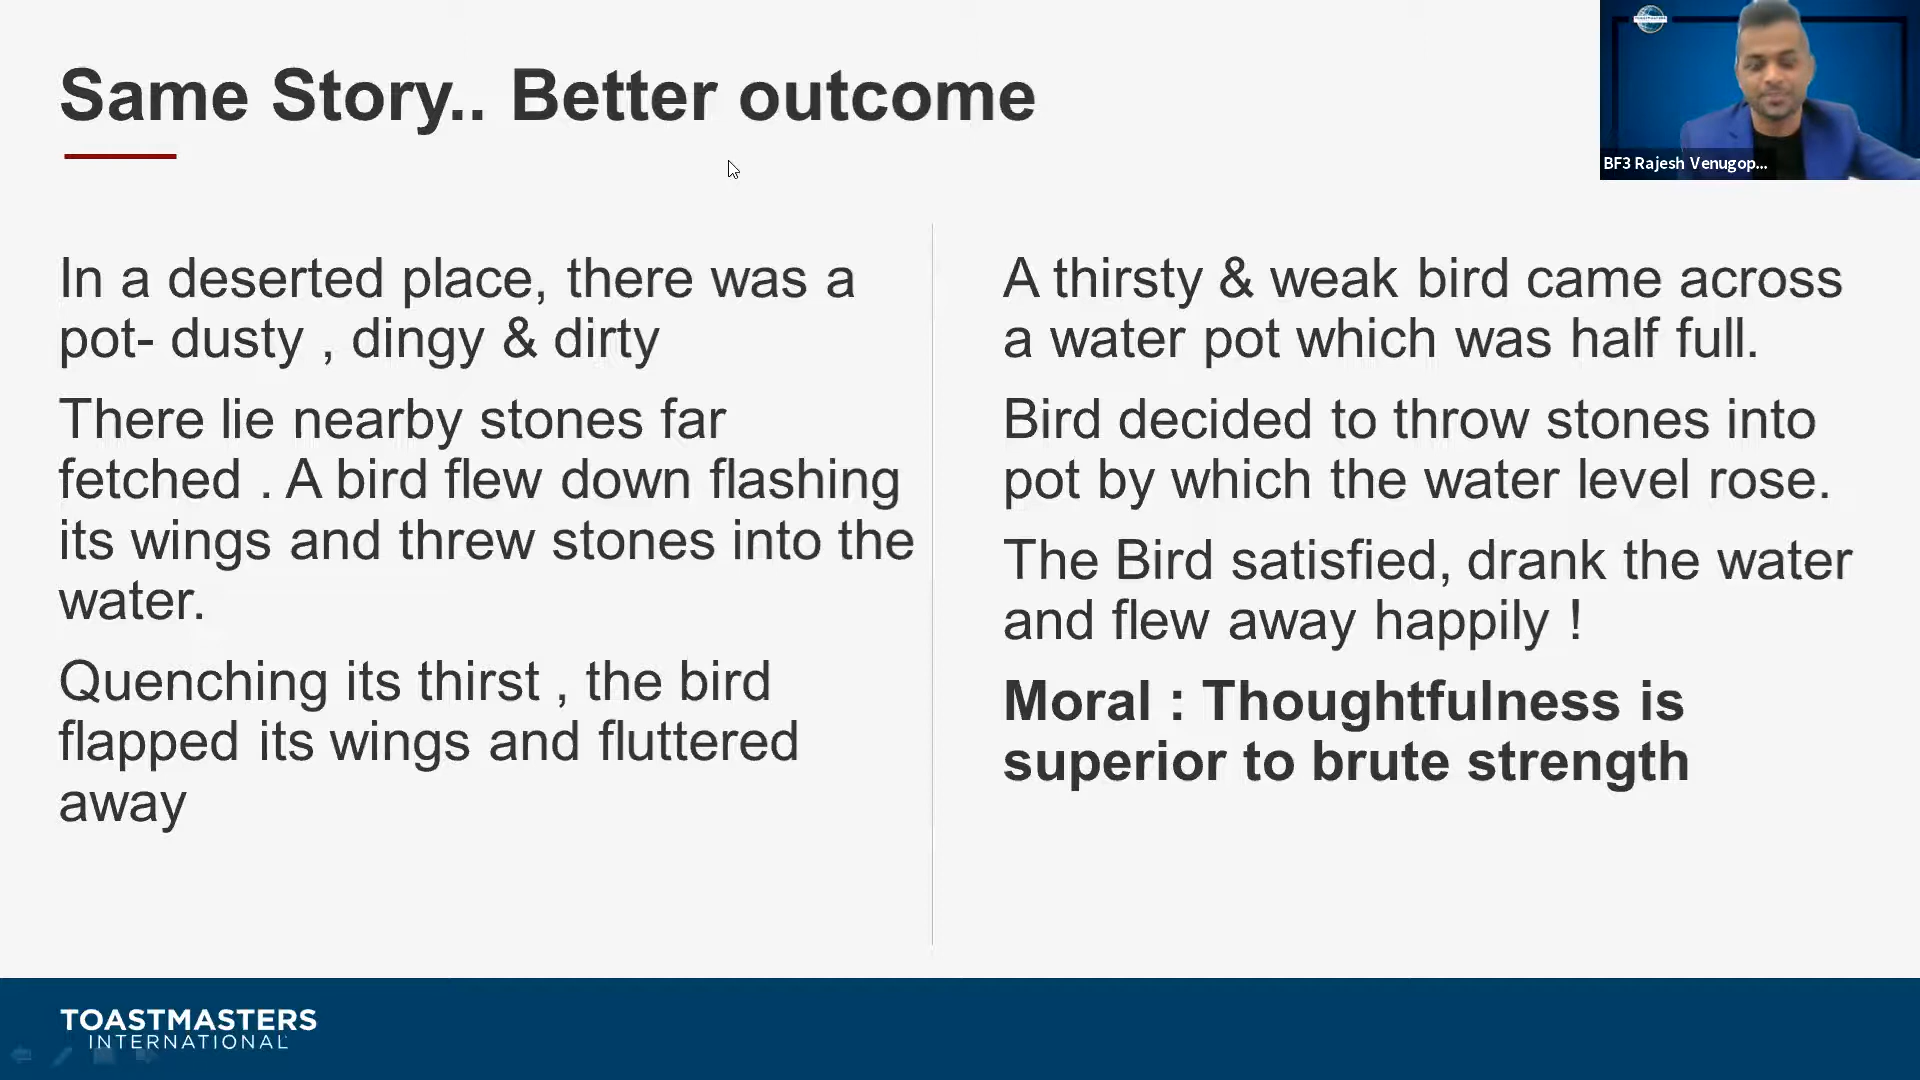 Same Story.. Better outcome
TOASTMASTERS
BF3 Rajesh Venugop...
In a deserted place, there was a
pot- dusty , dingy & dirty
There lie nearby stones far
fetched . A bird flew down flashing
its wings and threw stones into the
water.
Quenching its thirst , the bird
flapped its wings and fluttered
away
A thirsty & weak bird came across
a water pot which was half full.
Bird decided to throw stones into
pot by which the water level rose.
The Bird satisfied, drank the water
and flew away happily !
Moral : Thoughtfulness is
superior to brute strength
TOASTMASTERS
INTERNATIONAL